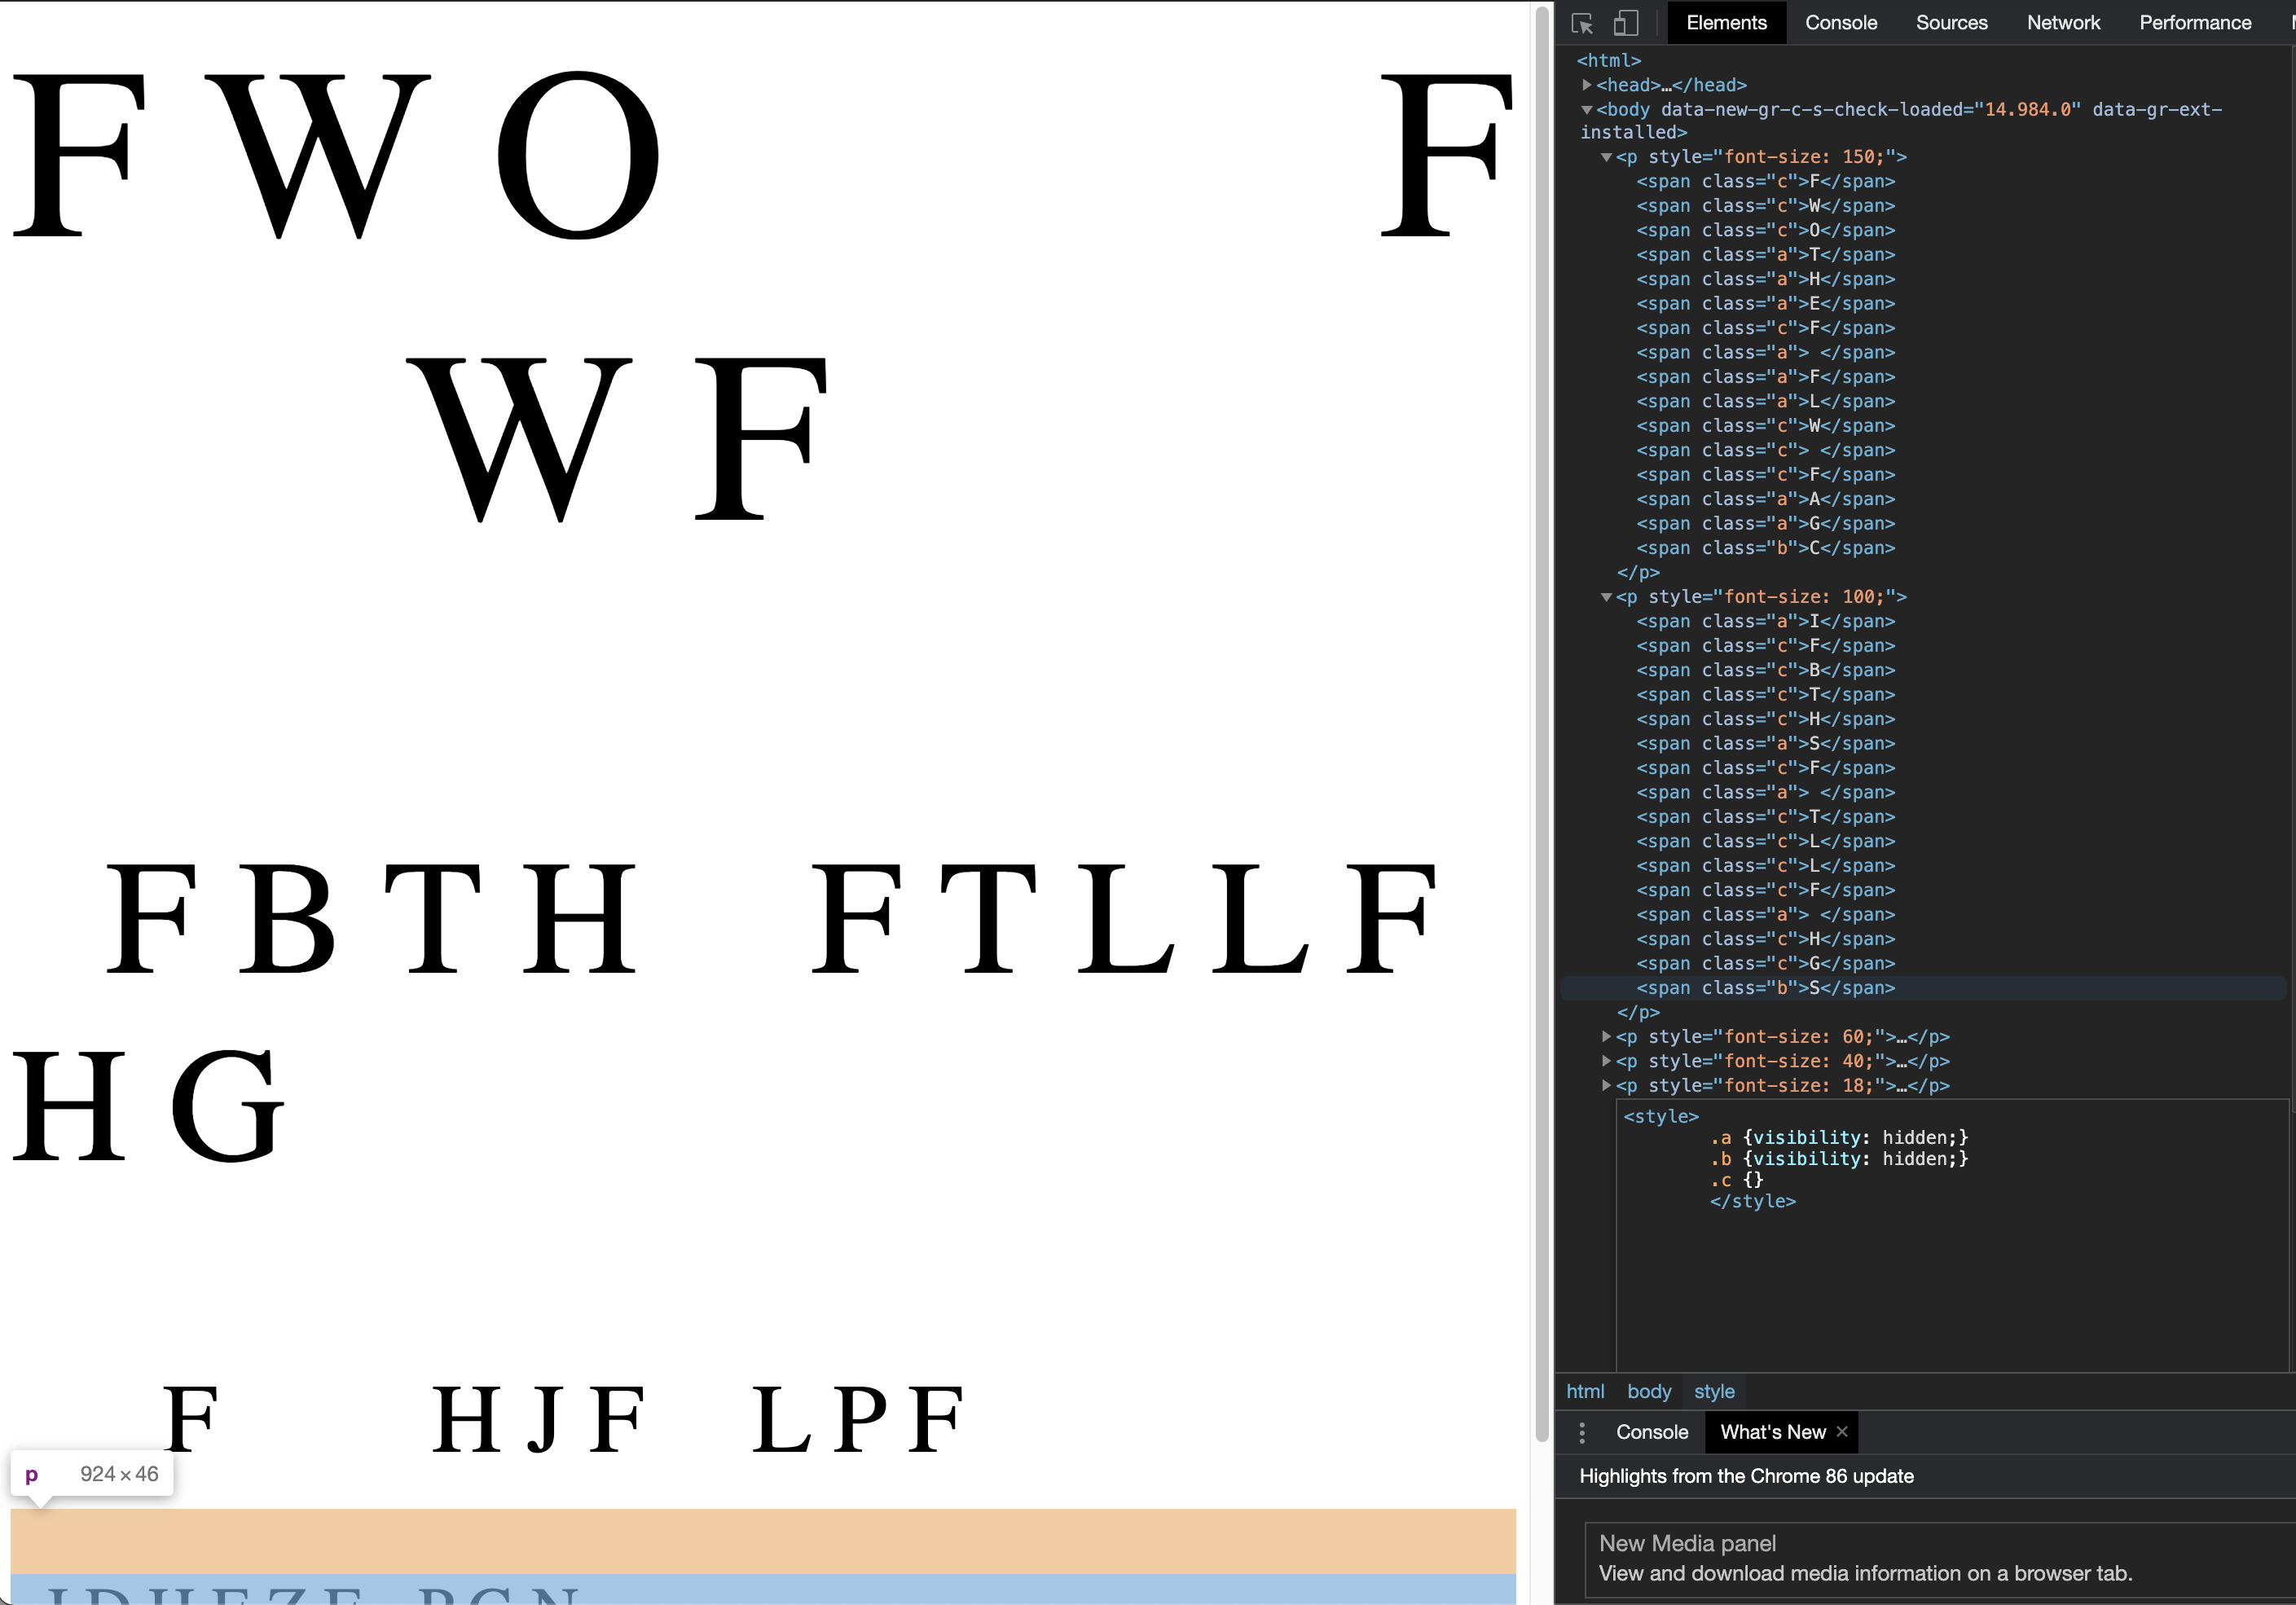 F W O F
W F
F B T H F T L L F
H G
F H J F L P F
p 924 × 46
Elements Console Sources Network Performance
<html>
<head>…</head>
<body data-new-gr-c-s-check-loaded="14.984.0" data-gr-ext-
installed>
<p style="font-size: 150;">
<span class="c">F</span>
<span class="c">W</span>
<span class="c">O</span>
<span class="a">T</span>
<span class="a">H</span>
<span class="a">E</span>
<span class="c">F</span>
<span class="a"> </span>
<span class="a">F</span>
<span class="a">L</span>
<span class="c">W</span>
<span class="c"> </span>
<span class="c">F</span>
<span class="a">A</span>
<span class="a">G</span>
<span class="b">C</span>
</p>
<p style="font-size: 100;">
<span class="a">I</span>
<span class="c">F</span>
<span class="c">B</span>
<span class="c">T</span>
<span class="c">H</span>
<span class="a">S</span>
<span class="c">F</span>
<span class="a"> </span>
<span class="c">T</span>
<span class="c">L</span>
<span class="c">L</span>
<span class="c">F</span>
<span class="a"> </span>
<span class="c">H</span>
<span class="c">G</span>
<span class="b">S</span>
</p>
<p style="font-size: 60;">…</p>
<p style="font-size: 40;">…</p>
<p style="font-size: 18;">…</p>
<style>
.a {visibility: hidden;}
.b {visibility: hidden;}
.c {}
</style>
html body style
Console What's New ×
Highlights from the Chrome 86 update
New Media panel
View and download media information on a browser tab.